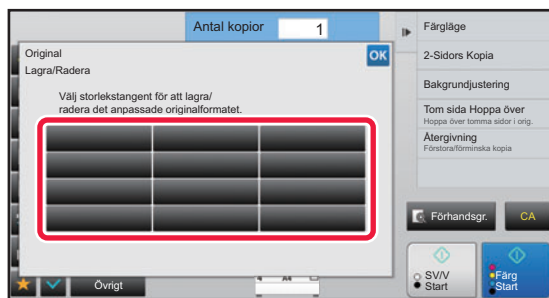 Antal kopior 1
Original
OK
Lagra/Radera
Välj storlekstangent för att lagra/
radera det anpassade originalformatet.
Färgläge
2-Sidors Kopia
Bakgrundjustering
Tom sida Hoppa över
Hoppa över tomma sidor i orig.
Återgivning
Förstora/förminska kopia
Förhandsgr.
CA
SV/V
Start
Färg
Start
Övrigt
A4